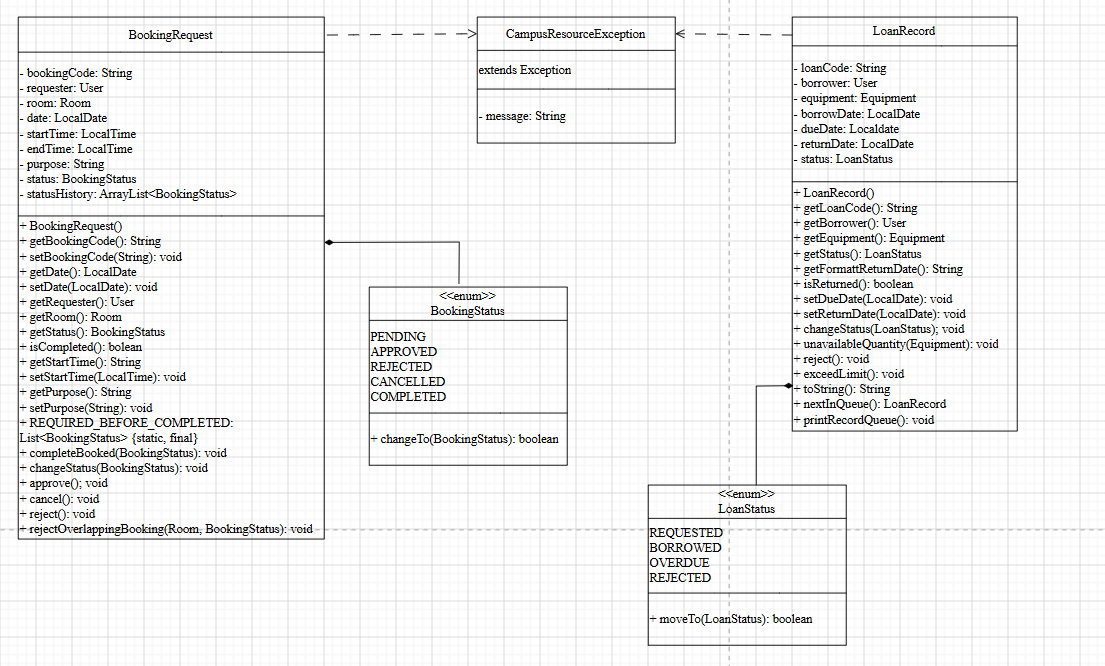 BookingRequest
- bookingCode: String
- requester: User
- room: Room
- date: LocalDate
- startTime: LocalTime
- endTime: LocalTime
- purpose: String
- status: BookingStatus
- statusHistory: ArrayList<BookingStatus>
+ BookingRequest()
+ getBookingCode(): String
+ setBookingCode(String): void
+ getDate(): LocalDate
+ setDate(LocalDate): void
+ getRequester(): User
+ getRoom(): Room
+ getStatus(): BookingStatus
+ isCompleted(): bolean
+ getStartTime(): String
+ setStartTime(LocalTime): void
+ getPurpose(): String
+ setPurpose(String): void
+ REQUIRED_BEFORE_COMPLETED:
List<BookingStatus> {static, final}
+ completeBooked(BookingStatus): void
+ changeStatus(BookingStatus): void
+ approve(); void
+ cancel(): void
+ reject(): void
+ rejectOverlappingBooking(Room, BookingStatus): void
CampusResourceException
extends Exception
- message: String
<<enum>>
BookingStatus
PENDING
APPROVED
REJECTED
CANCELLED
COMPLETED
+ changeTo(BookingStatus): boolean
LoanRecord
- loanCode: String
- borrower: User
- equipment: Equipment
- borrowDate: LocalDate
- dueDate: Localdate
- returnDate: LocalDate
- status: LoanStatus
+ LoanRecord()
+ getLoanCode(): String
+ getBorrower(): User
+ getEquipment(): Equipment
+ getStatus(): LoanStatus
+ getFormattReturnDate(): String
+ isReturned(): boolean
+ setDueDate(LocalDate): void
+ setReturnDate(LocalDate): void
+ changeStatus(LoanStatus); void
+ unavailableQuantity(Equipment): void
+ reject(): void
+ exceedLimit(): void
+ toString(): String
+ nextInQueue(): LoanRecord
+ printRecordQueue(): void
<<enum>>
LoanStatus
REQUESTED
BORROWED
OVERDUE
REJECTED
+ moveTo(LoanStatus): boolean